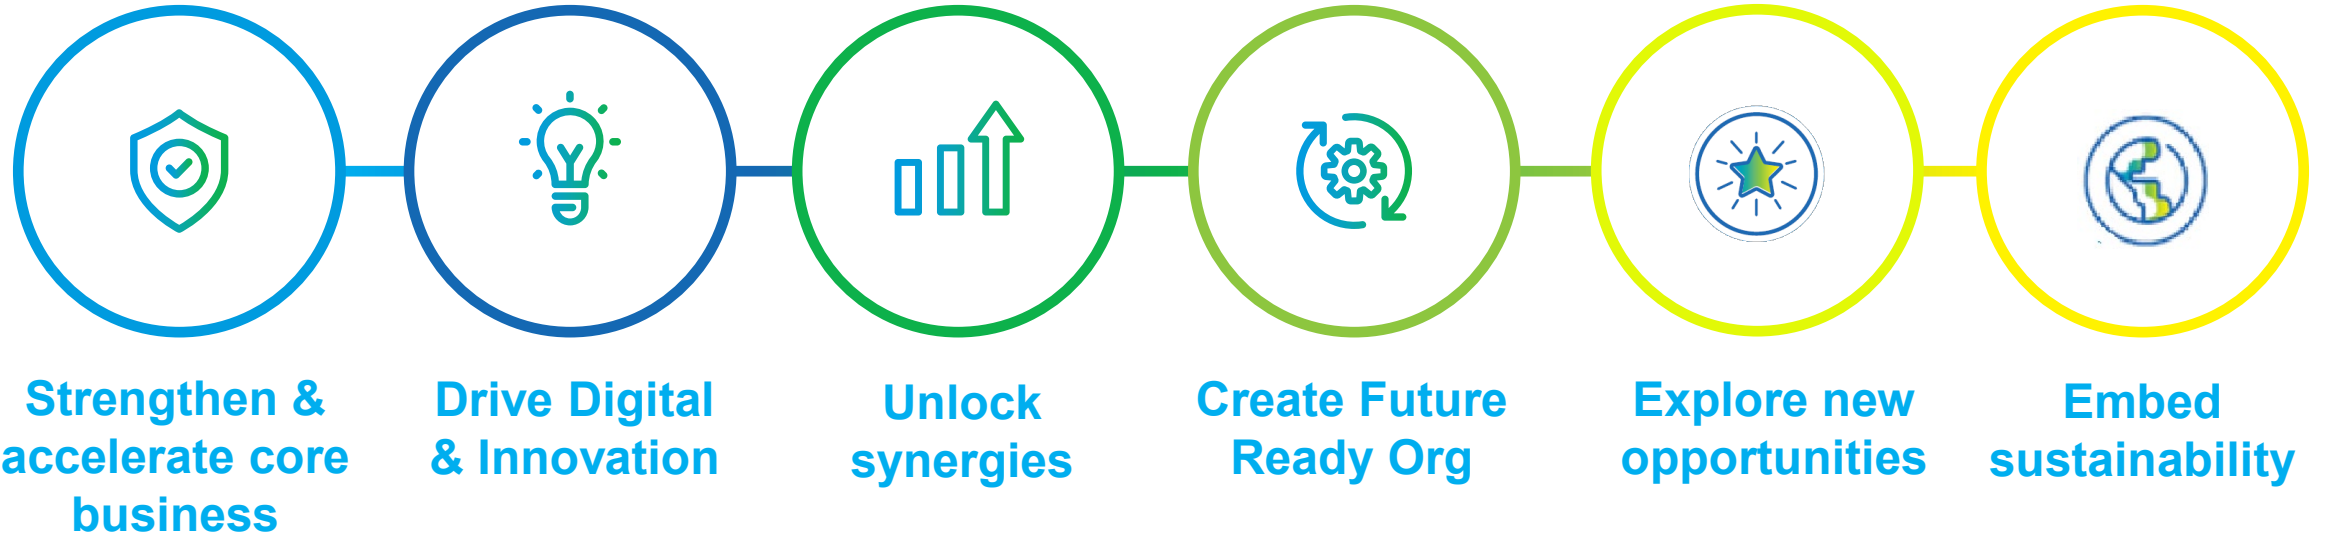 Strengthen &
accelerate core
business
Drive Digital
& Innovation
Unlock
synergies
Create Future
Ready Org
Explore new
opportunities
Embed
sustainability